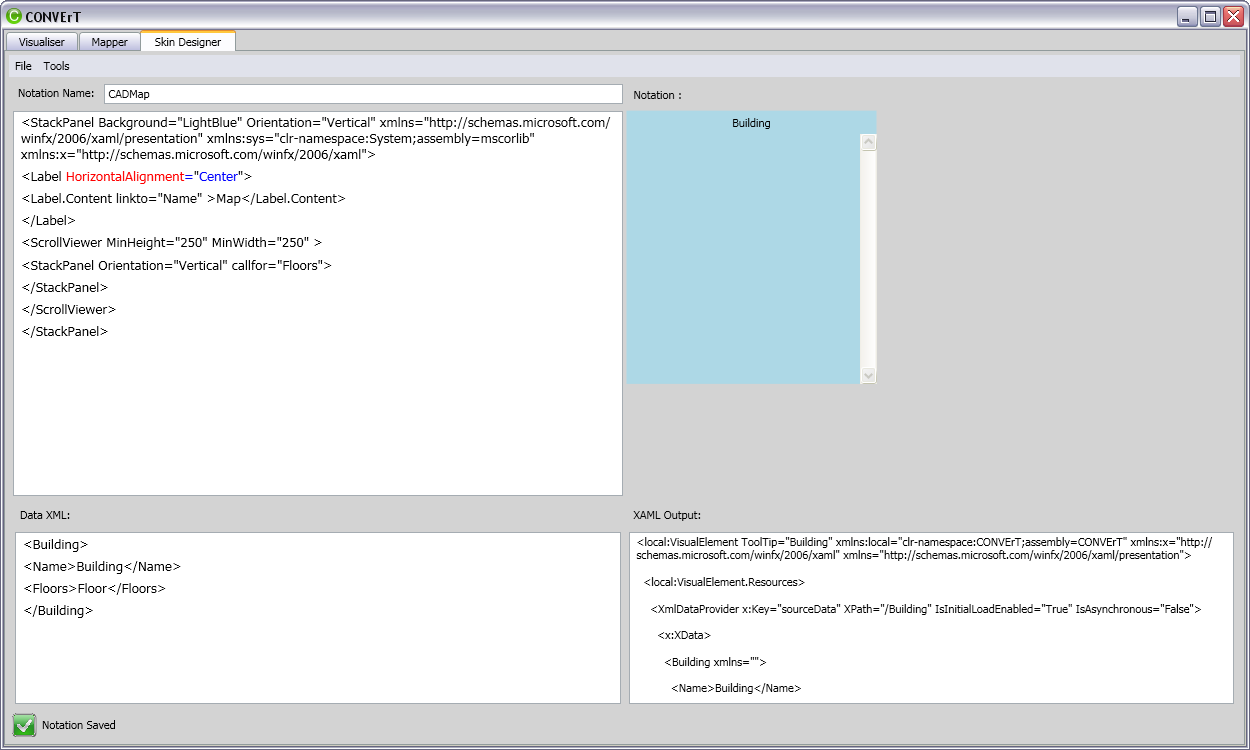 CONVErT
Visualiser Mapper Skin Designer
File Tools
Notation Name: CADMap
Notation :
<StackPanel Background="LightBlue" Orientation="Vertical" xmlns="http://schemas.microsoft.com/
winfx/2006/xaml/presentation" xmlns:sys="clr-namespace:System;assembly=mscorlib"
xmlns:x="http://schemas.microsoft.com/winfx/2006/xaml">
<Label HorizontalAlignment="Center">
<Label.Content linkto="Name" >Map</Label.Content>
</Label>
<ScrollViewer MinHeight="250" MinWidth="250" >
<StackPanel Orientation="Vertical" callfor="Floors">
</StackPanel>
</ScrollViewer>
</StackPanel>
Building
Data XML:
<Building>
<Name>Building</Name>
<Floors>Floor</Floors>
</Building>
XAML Output:
<local:VisualElement ToolTip="Building" xmlns:local="clr-namespace:CONVErT;assembly=CONVErT" xmlns:x="http://
schemas.microsoft.com/winfx/2006/xaml" xmlns="http://schemas.microsoft.com/winfx/2006/xaml/presentation">
<local:VisualElement.Resources>
<XmlDataProvider x:Key="sourceData" XPath="/Building" IsInitialLoadEnabled="True" IsAsynchronous="False">
<x:XData>
<Building xmlns="">
<Name>Building</Name>
Notation Saved